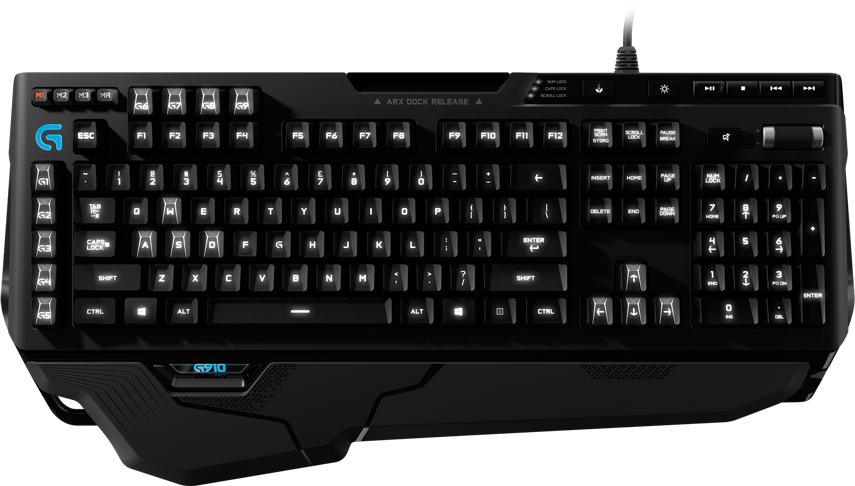 M1 M2 M3 MR G6 G7 G8 G9 ▲ ARX DOCK RELEASE ▲ NUM LOCK
CAPS LOCK
SCROLL LOCK
G ESC F1 F2 F3 F4 F5 F6 F7 F8 F9 F10 F11 F12 PRINT SCRN SYSRQ SCROLL LOCK PAUSE BREAK
G1 ~ ` ! 1 @ 2 # 3 $ 4 % 5 ^ 6 & 7 * 8 ( 9 ) 0 _ - + = ← INSERT HOME PAGE UP NUM LOCK / * -
G2 TAB Q W E R T Y U I O P { [ } ] | \ DELETE END PAGE DOWN 7 HOME 8 ↑ 9 PG UP +
G3 CAPS LOCK A S D F G H J K L : ; " ' ENTER 4 ← 5 6 →
G4 SHIFT Z X C V B N M < , > . ? / SHIFT ↑ 1 END 2 ↓ 3 PG DN ENTER
G5 CTRL ALT ALT CTRL ← ↓ → 0 INS . DEL
G910